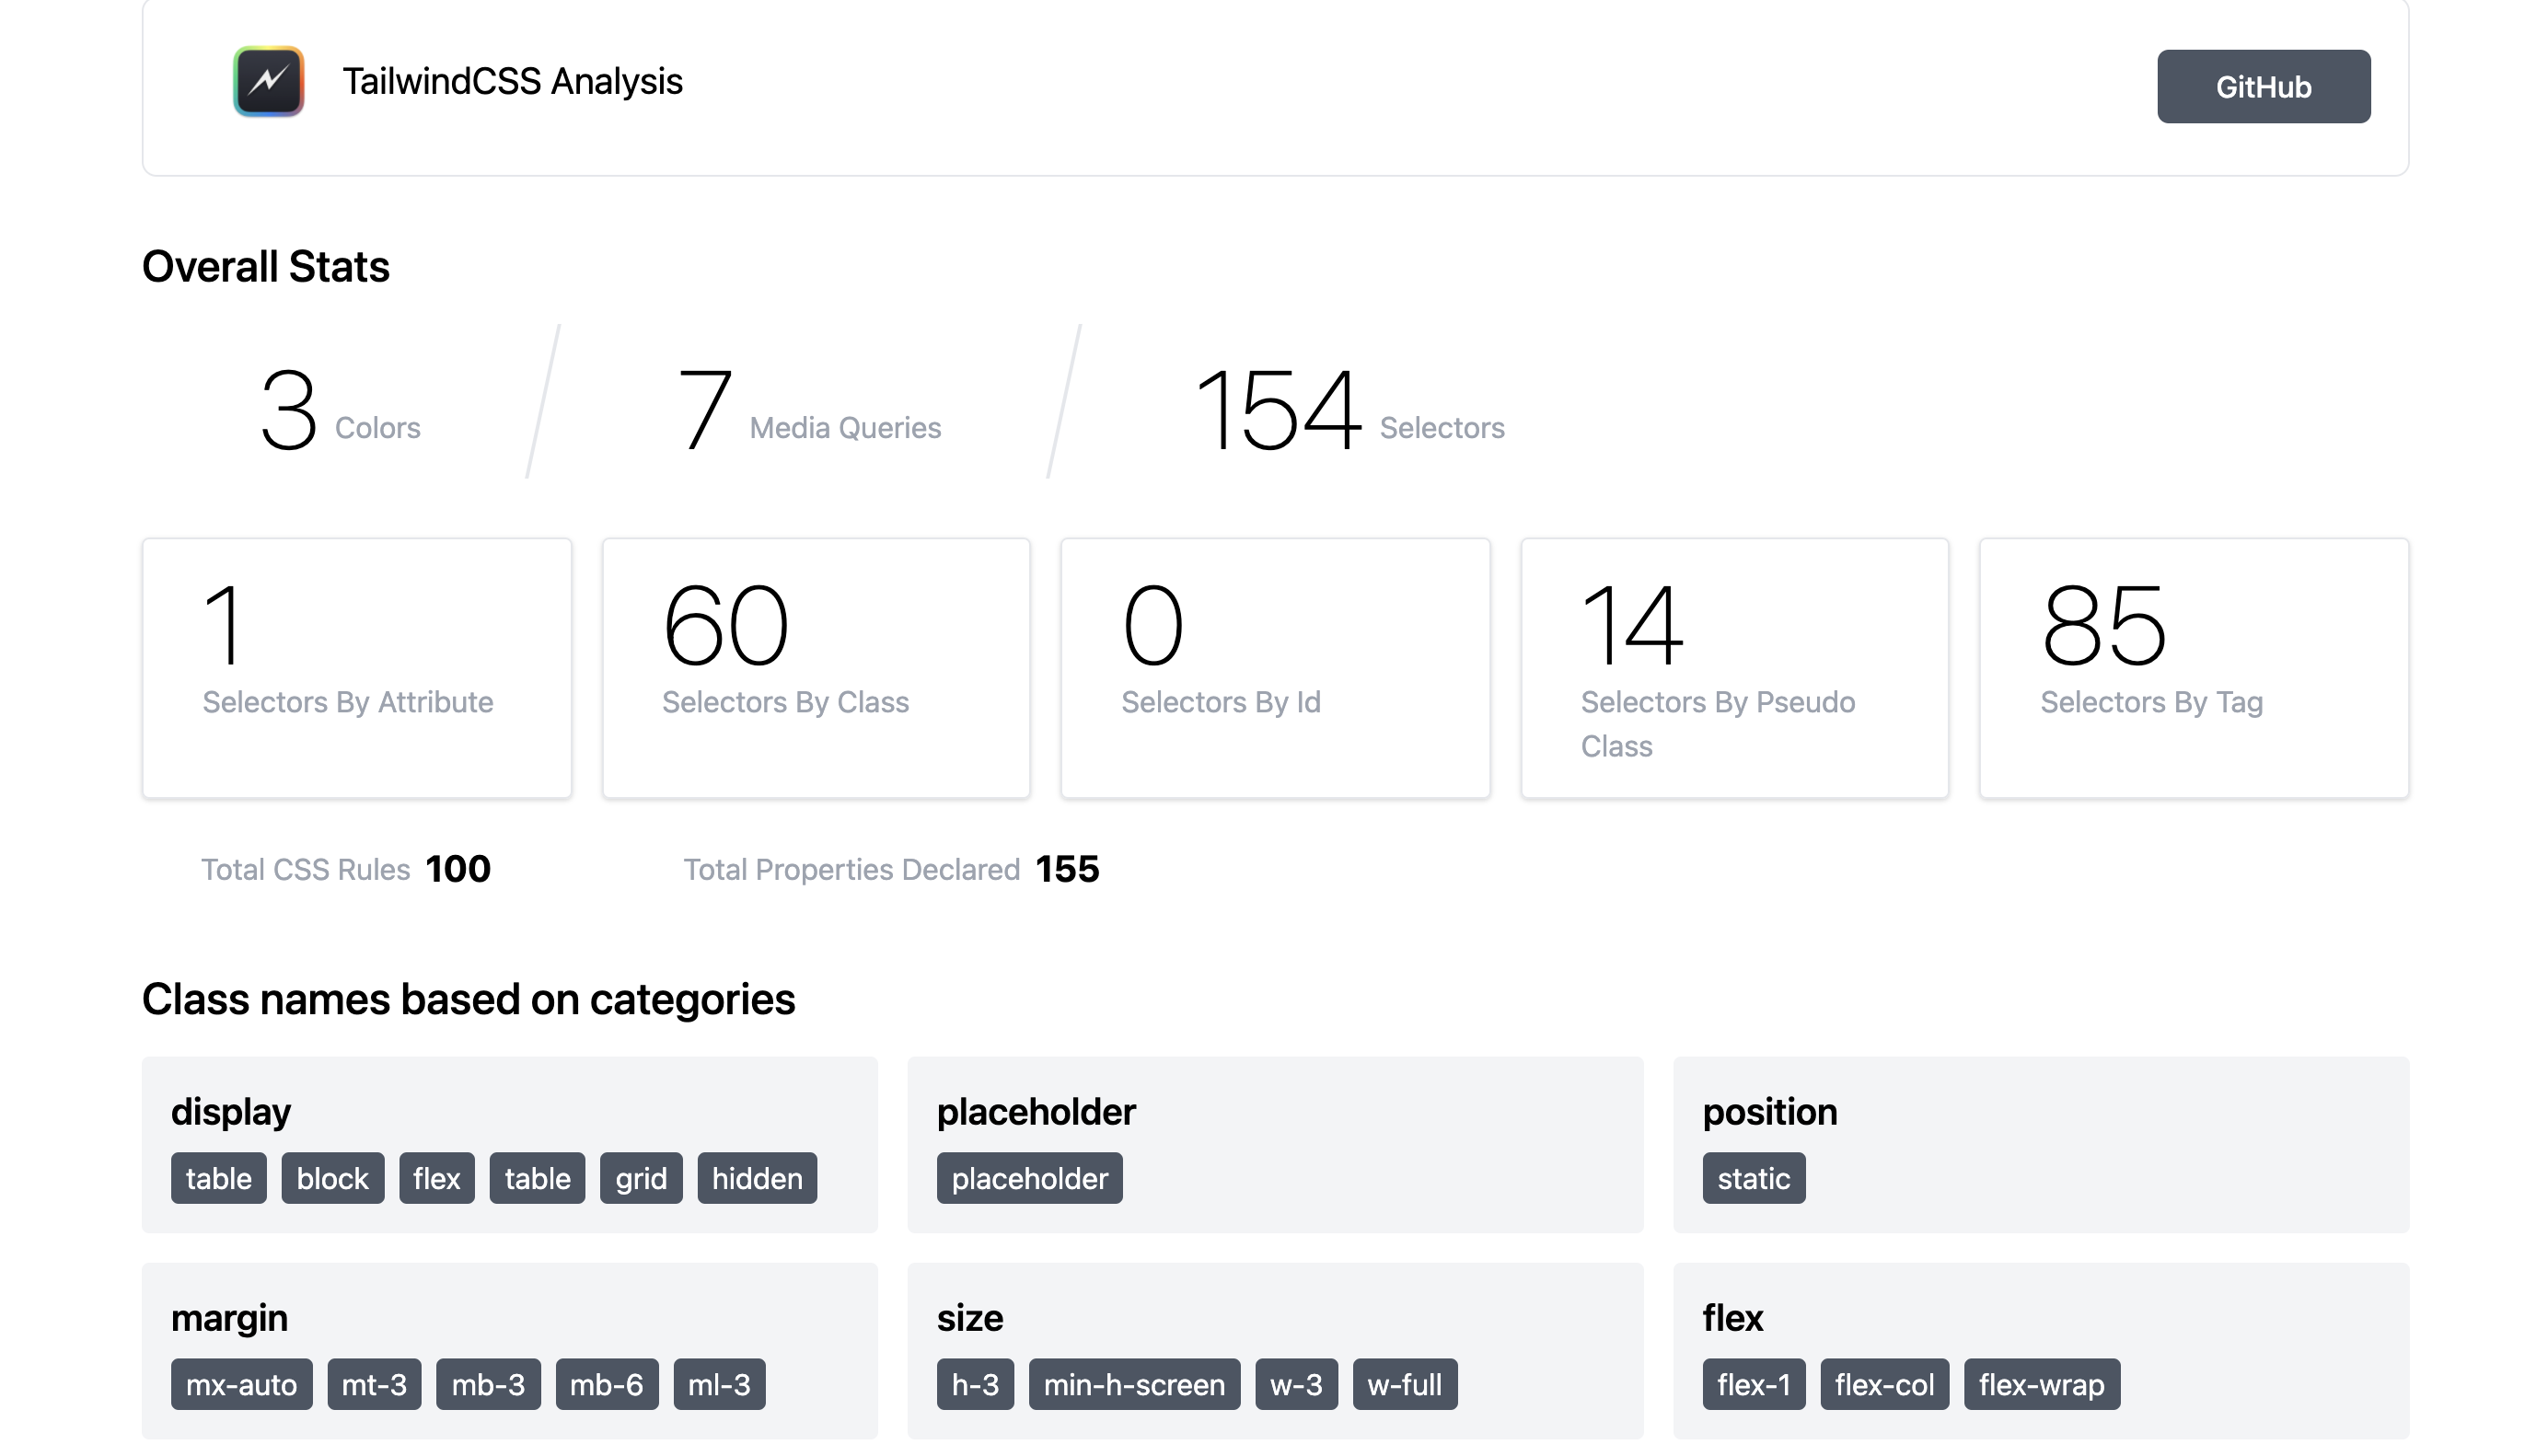 TailwindCSS Analysis
GitHub
Overall Stats
3 Colors
7 Media Queries
154 Selectors
1
Selectors By Attribute
60
Selectors By Class
0
Selectors By Id
14
Selectors By Pseudo
Class
85
Selectors By Tag
Total CSS Rules 100
Total Properties Declared 155
Class names based on categories
display
table block flex table grid hidden
placeholder
placeholder
position
static
margin
mx-auto mt-3 mb-3 mb-6 ml-3
size
h-3 min-h-screen w-3 w-full
flex
flex-1 flex-col flex-wrap